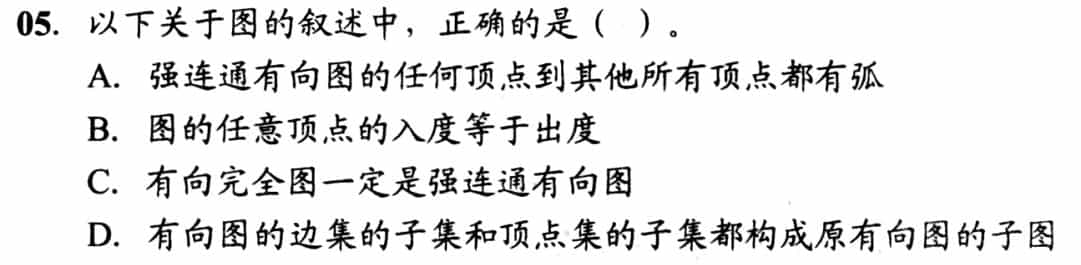 05. 以下关于图的叙述中，正确的是（ ）。
A. 强连通有向图的任何顶点到其他所有顶点都有弧
B. 图的任意顶点的入度等于出度
C. 有向完全图一定是强连通有向图
D. 有向图的边集的子集和顶点集的子集都构成原有向图的子图